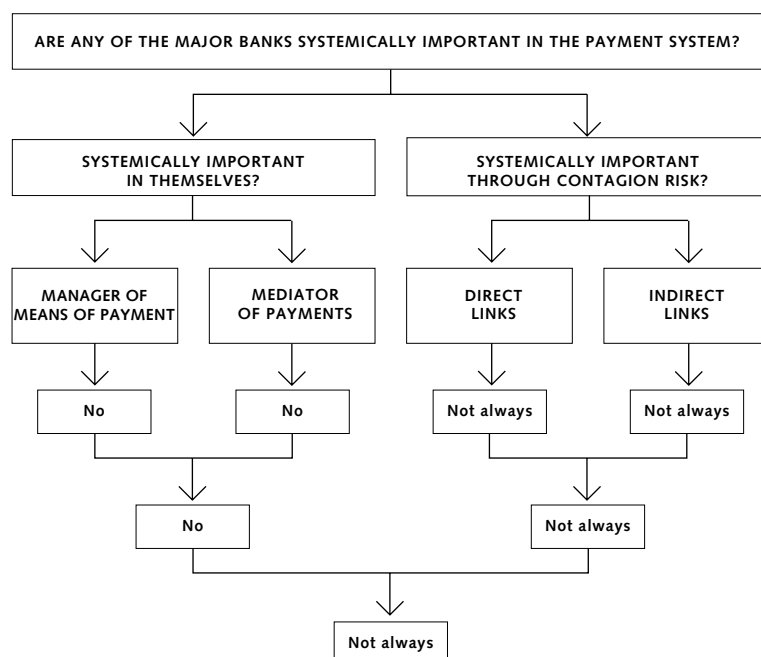 ARE ANY OF THE MAJOR BANKS SYSTEMICALLY IMPORTANT IN THE PAYMENT SYSTEM?
SYSTEMICALLY IMPORTANT
IN THEMSELVES?
SYSTEMICALLY IMPORTANT
THROUGH CONTAGION RISK?
MANAGER OF
MEANS OF PAYMENT
MEDIATOR
OF PAYMENTS
DIRECT
LINKS
INDIRECT
LINKS
No
No
Not always
Not always
No
Not always
Not always